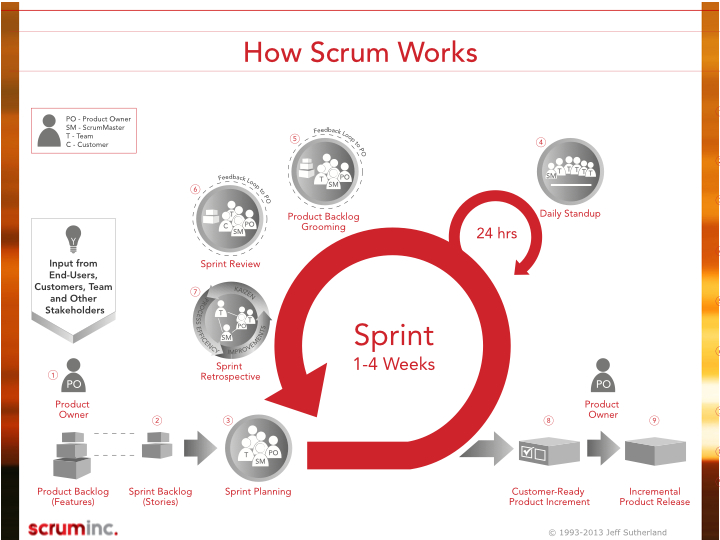 How Scrum Works
PO - Product Owner
SM - ScrumMaster
T - Team
C - Customer
5
Feedback Loop to PO
T
SM
PO
Product Backlog
Grooming
4
SM
T
T
T
T
T
Daily Standup
6
Feedback Loop to PO
C
SM
PO
Sprint Review
24 hrs
Input from
End-Users,
Customers, Team
and Other
Stakeholders
7
KAIZEN
PROCESS EFFICIENCY
IMPROVEMENTS
T
PO
T
SM
Sprint
Retrospective
Sprint
1-4 Weeks
1
PO
Product
Owner
PO
Product
Owner
2
3
T
SM
PO
8
9
Product Backlog
(Features)
Sprint Backlog
(Stories)
Sprint Planning
Customer-Ready
Product Increment
Incremental
Product Release
scruminc.
© 1993-2013 Jeff Sutherland